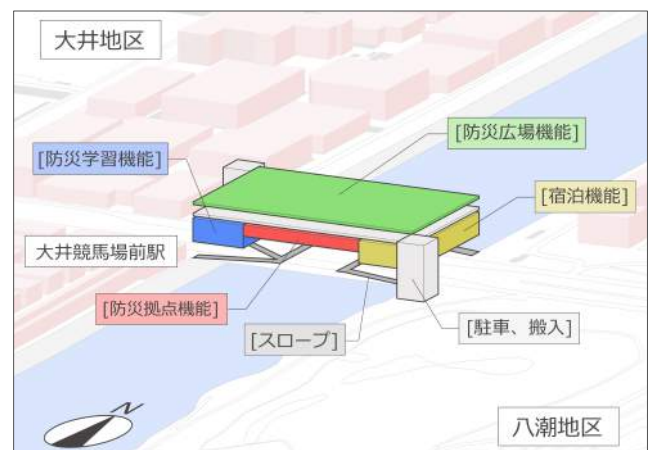 大井地区
[防災広場機能]
[防災学習機能]
[宿泊機能]
大井競馬場前駅
[防災拠点機能]
[スロープ]
[駐車、搬入]
N
八潮地区